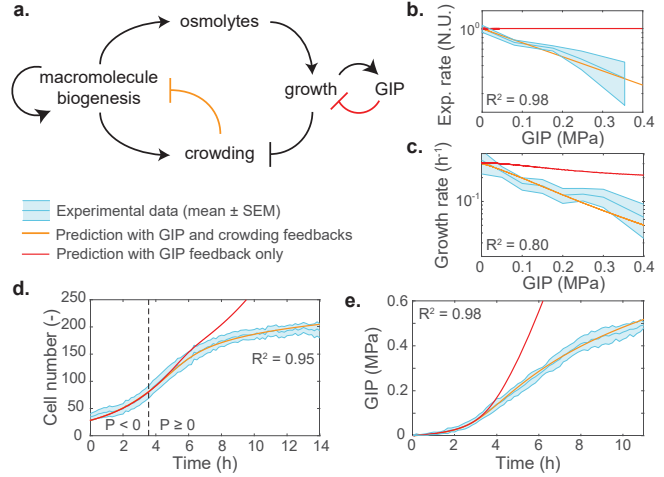 a.
osmolytes
macromolecule
biogenesis
growth
GIP
crowding
Experimental data (mean ± SEM)
Prediction with GIP and crowding feedbacks
Prediction with GIP feedback only
b.
Exp. rate (N.U.)
10⁰
R² = 0.98
0 0.1 0.2 0.3 0.4
GIP (MPa)
c.
Growth rate (h⁻¹)
10⁻¹
R² = 0.80
0 0.1 0.2 0.3 0.4
GIP (MPa)
d.
Cell number (-)
250
200
150
100
50
0
R² = 0.95
P < 0 P ≥ 0
0 2 4 6 8 10 12 14
Time (h)
e.
GIP (MPa)
0.6
0.4
0.2
0
R² = 0.98
0 2 4 6 8 10
Time (h)